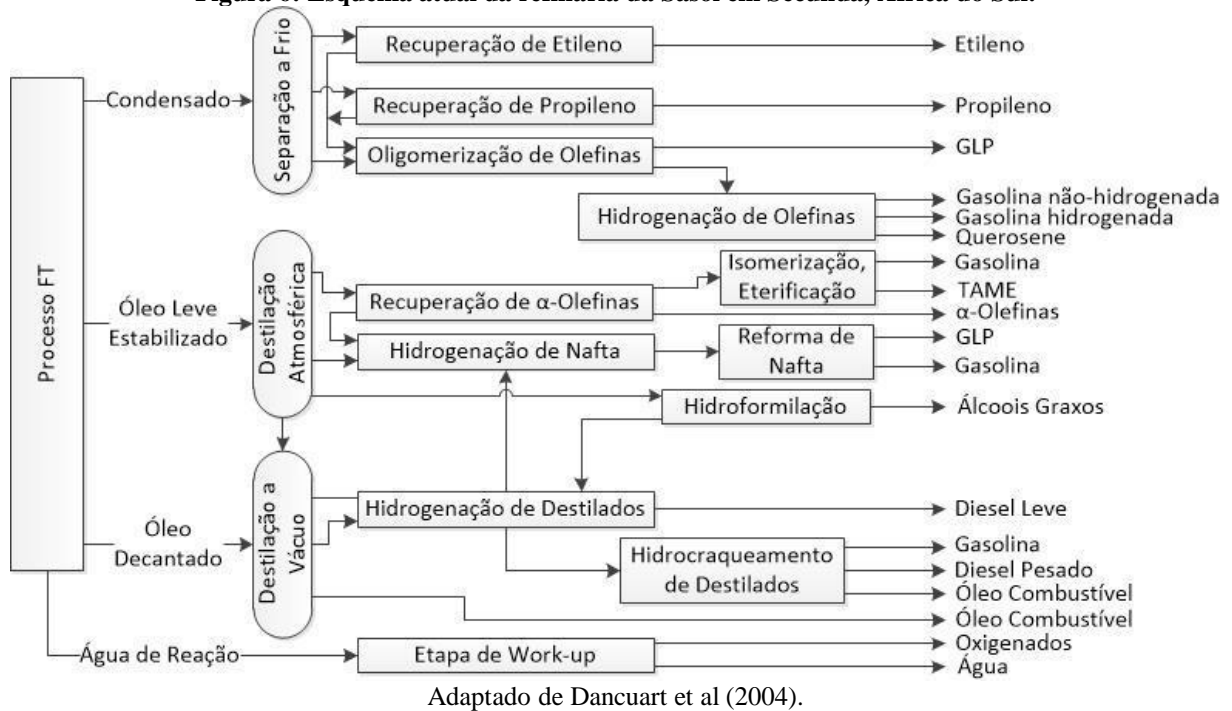 Figura 6: Esquema atual da refinaria da Sasol em Secunda, África do Sul.
Processo FT
Condensado
Separação a Frio
Recuperação de Etileno
Etileno
Recuperação de Propileno
Propileno
Oligomerização de Olefinas
GLP
Hidrogenação de Olefinas
Gasolina não-hidrogenada
Gasolina hidrogenada
Querosene
Óleo Leve
Estabilizado
Destilação
Atmosférica
Recuperação de α-Olefinas
Isomerização,
Eterificação
Gasolina
TAME
α-Olefinas
Hidrogenação de Nafta
Reforma de
Nafta
GLP
Gasolina
Hidroformilação
Álcoois Graxos
Óleo
Decantado
Destilação a
Vácuo
Hidrogenação de Destilados
Diesel Leve
Hidrocraqueamento
de Destilados
Gasolina
Diesel Pesado
Óleo Combustível
Óleo Combustível
Água de Reação
Etapa de Work-up
Oxigenados
Água
Adaptado de Dancuart et al (2004).